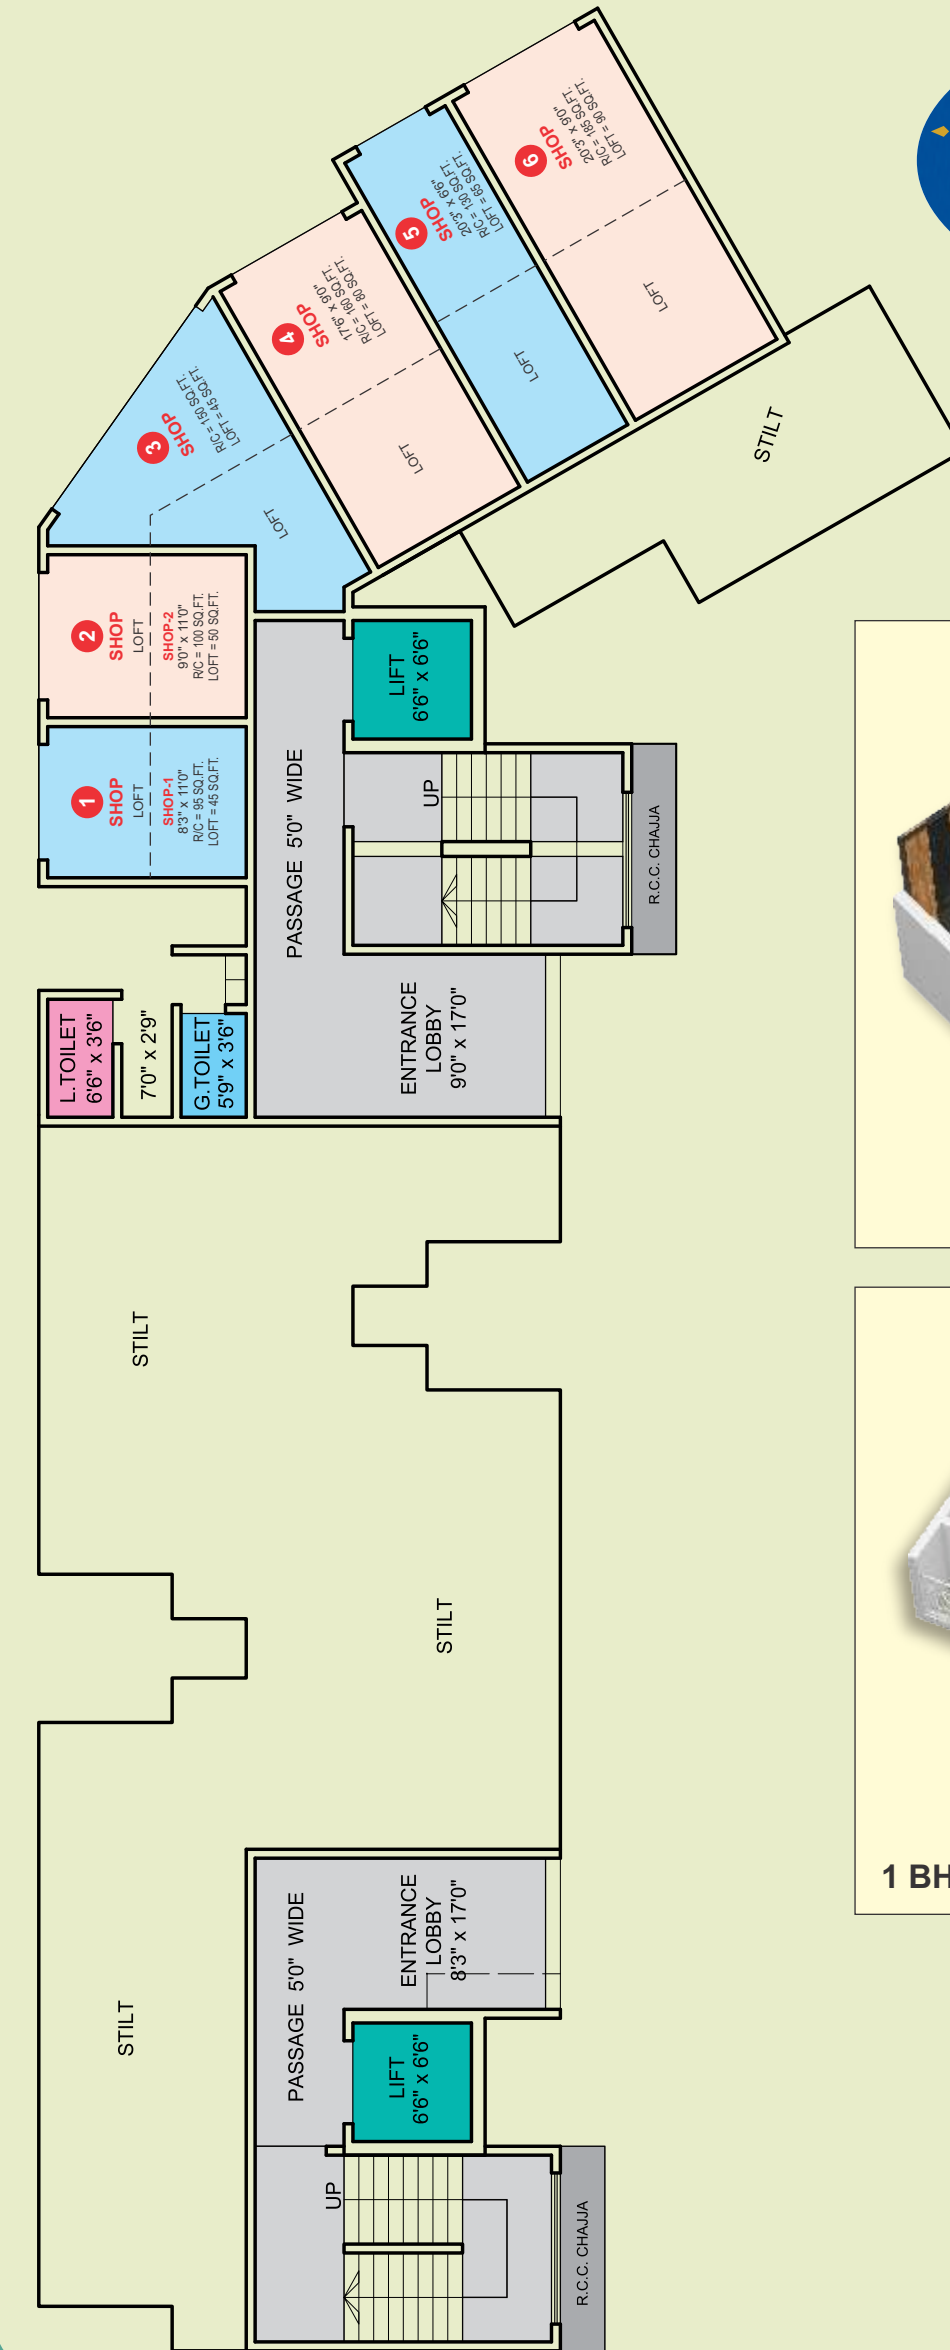 6
SHOP
20'3" x 9'0"
R/C = 185 SQ.FT.
LOFT = 90 SQ.FT.
LOFT
5
SHOP
20'3" x 6'6"
R/C = 130 SQ.FT.
LOFT = 65 SQ.FT.
LOFT
4
SHOP
17'6" x 9'0"
R/C = 160 SQ.FT.
LOFT = 80 SQ.FT.
LOFT
3
SHOP
R/C = 150 SQ.FT.
LOFT = 45 SQ.FT.
LOFT
STILT
2
SHOP
LOFT
SHOP-2
9'0" x 11'0"
R/C = 100 SQ.FT.
LOFT = 50 SQ.FT.
1
SHOP
LOFT
SHOP-1
8'3" x 11'0"
R/C = 95 SQ.FT.
LOFT = 45 SQ.FT.
LIFT
6'6" x 6'6"
PASSAGE 5'0" WIDE
UP
R.C.C. CHAJJA
ENTRANCE
LOBBY
9'0" x 17'0"
L.TOILET
6'6" x 3'6"
7'0" x 2'9"
G.TOILET
5'9" x 3'6"
STILT
STILT
STILT
PASSAGE 5'0" WIDE
ENTRANCE
LOBBY
8'3" x 17'0"
LIFT
6'6" x 6'6"
UP
R.C.C. CHAJJA
1 BH